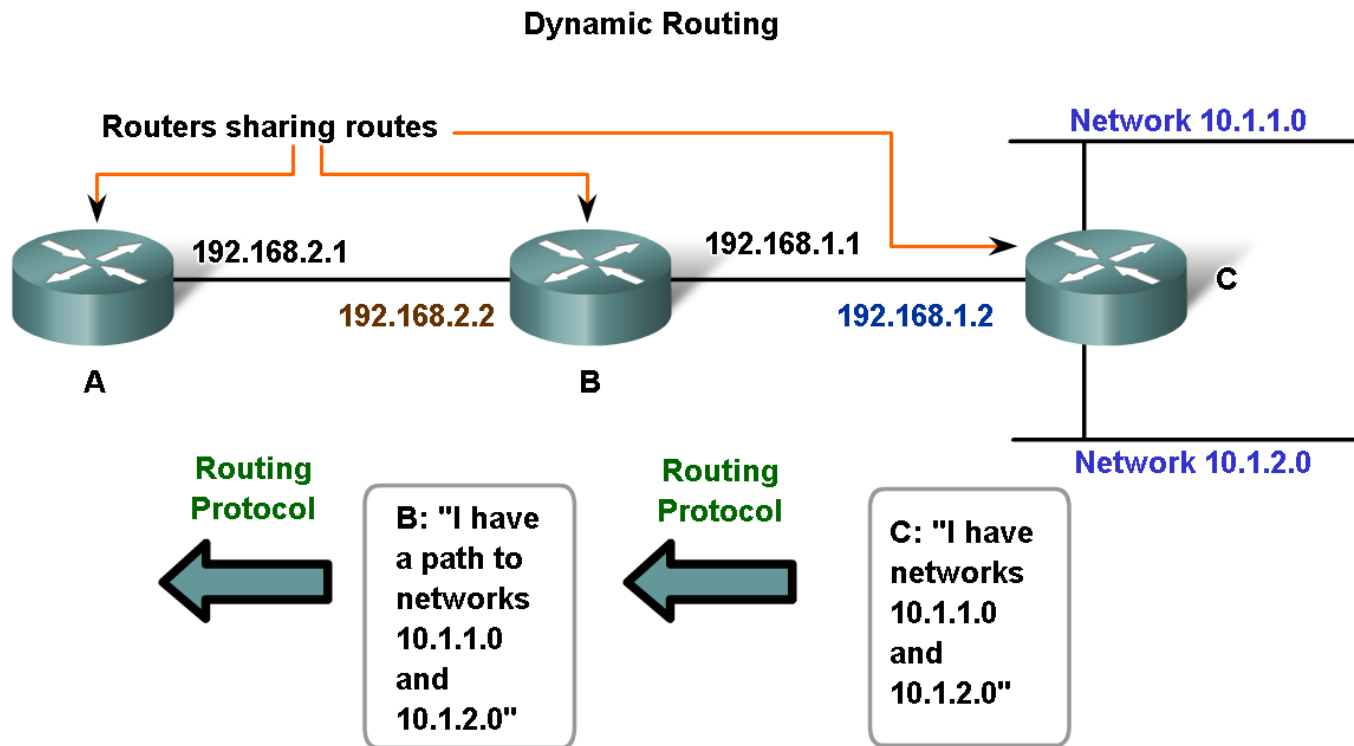 Dynamic Routing
Routers sharing routes
Network 10.1.1.0
192.168.2.1
192.168.1.1
C
192.168.2.2
192.168.1.2
A
B
Network 10.1.2.0
Routing
Protocol
B: "I have
a path to
networks
10.1.1.0
and
10.1.2.0"
Routing
Protocol
C: "I have
networks
10.1.1.0
and
10.1.2.0"